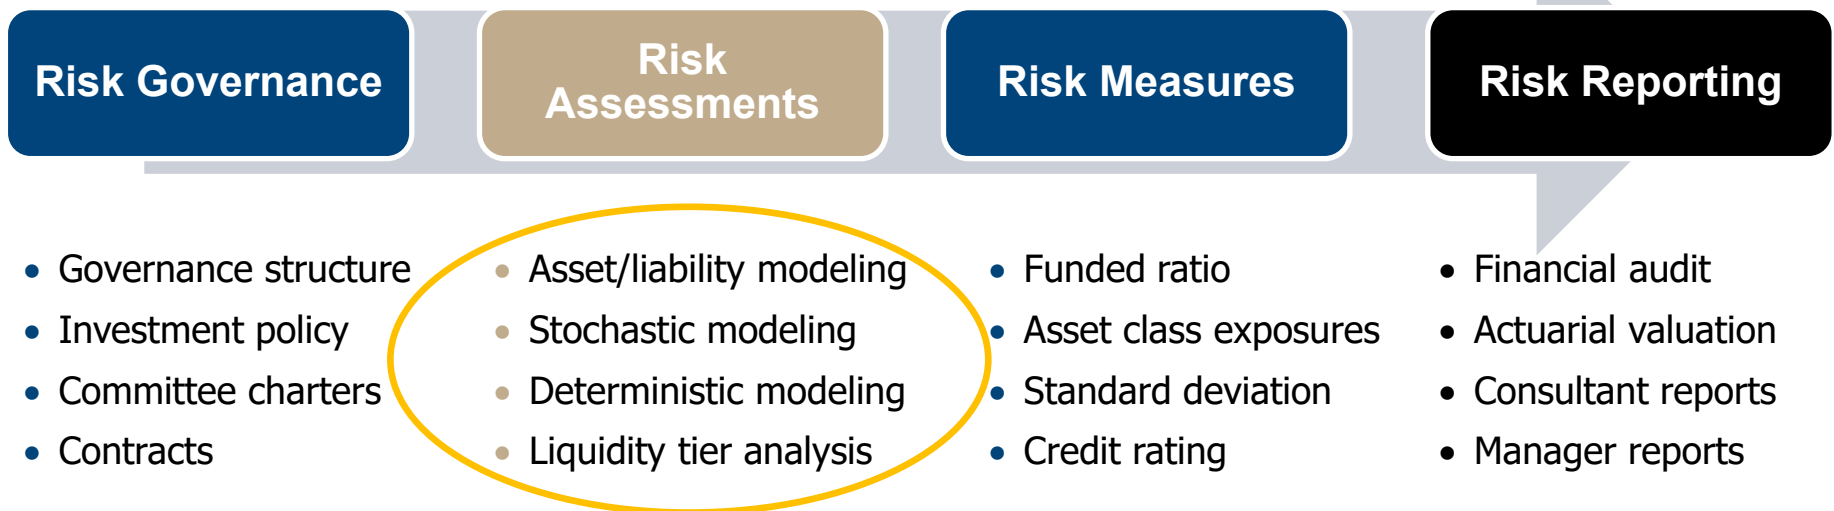 Risk Governance
Risk
Assessments
Risk Measures
Risk Reporting
• Governance structure
• Investment policy
• Committee charters
• Contracts
• Asset/liability modeling
• Stochastic modeling
• Deterministic modeling
• Liquidity tier analysis
• Funded ratio
• Asset class exposures
• Standard deviation
• Credit rating
• Financial audit
• Actuarial valuation
• Consultant reports
• Manager reports